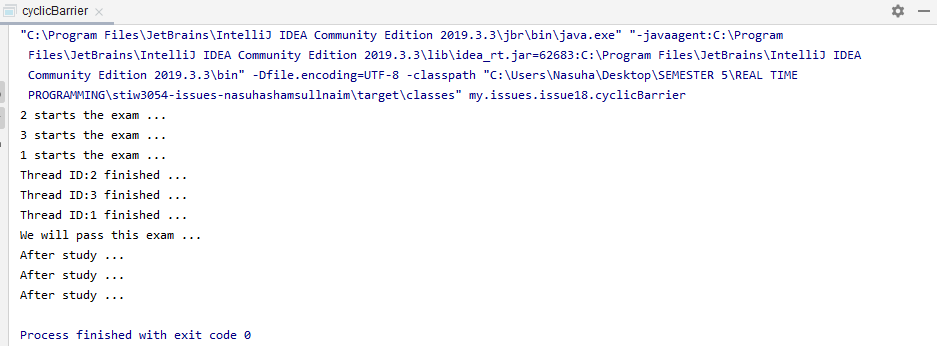 cyclicBarrier
"C:\Program Files\JetBrains\IntelliJ IDEA Community Edition 2019.3.3\jbr\bin\java.exe" "-javaagent:C:\Program
Files\JetBrains\IntelliJ IDEA Community Edition 2019.3.3\lib\idea_rt.jar=62683:C:\Program Files\JetBrains\IntelliJ IDEA
Community Edition 2019.3.3\bin" -Dfile.encoding=UTF-8 -classpath "C:\Users\Nasuha\Desktop\SEMESTER 5\REAL TIME
PROGRAMMING\stiw3054-issues-nasuhashamsullnaim\target\classes" my.issues.issue18.cyclicBarrier
2 starts the exam ...
3 starts the exam ...
1 starts the exam ...
Thread ID:2 finished ...
Thread ID:3 finished ...
Thread ID:1 finished ...
We will pass this exam ...
After study ...
After study ...
After study ...
Process finished with exit code 0